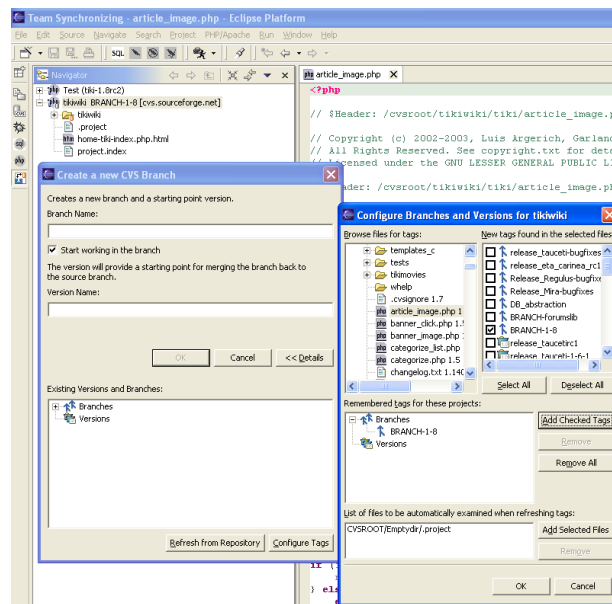 Team Synchronizing - article_image.php - Eclipse Platform
File Edit Source Navigate Search Project PHP/Apache Run Window Help
SQL
Navigator
Test (tiki-1.8rc2)
tikiwiki BRANCH-1-8 [cvs.sourceforge.net]
tikiwiki
.project
home-tiki-index.php.html
project.index
article_image.php
<?php
// $Header: /cvsroot/tikiwiki/tiki/article_image.p
// Copyright (c) 2002-2003, Luis Argerich, Garlan
// All Rights Reserved. See copyright.txt for det
// Licensed under the GNU LESSER GENERAL PUBLIC LI
ader: /cvsroot/tikiwiki/tiki/article_image.p
Create a new CVS Branch
Creates a new branch and a starting point version.
Branch Name:
Start working in the branch
The version will provide a starting point for merging the branch back to
the source branch.
Version Name:
OK Cancel << Details
Existing Versions and Branches:
Branches
Versions
Refresh from Repository Configure Tags
Configure Branches and Versions for tikiwiki
Browse files for tags:
templates_c
tests
tikimovies
whelp
.cvsignore 1.7
article_image.php 1
banner_click.php 1.
banner_image.php
categorize_list.php
categorize.php 1.5
changelog.txt 1.140
New tags found in the selected files
release_tauceti-bugfixes
release_eta_carinea_rc1
Release_Regulus-bugfixe
Release_Mira-bugfixes
DB_abstraction
BRANCH-forumslib
BRANCH-1-8
release_taucetirc1
release_tauceti-1-6-1
Select All Deselect All
Remembered tags for these projects:
Branches
BRANCH-1-8
Versions
Add Checked Tags
Remove
Remove All
List of files to be automatically examined when refreshing tags:
CVSROOT/Emptydir/.project
Add Selected Files
Remove
OK Cancel
if (
} els